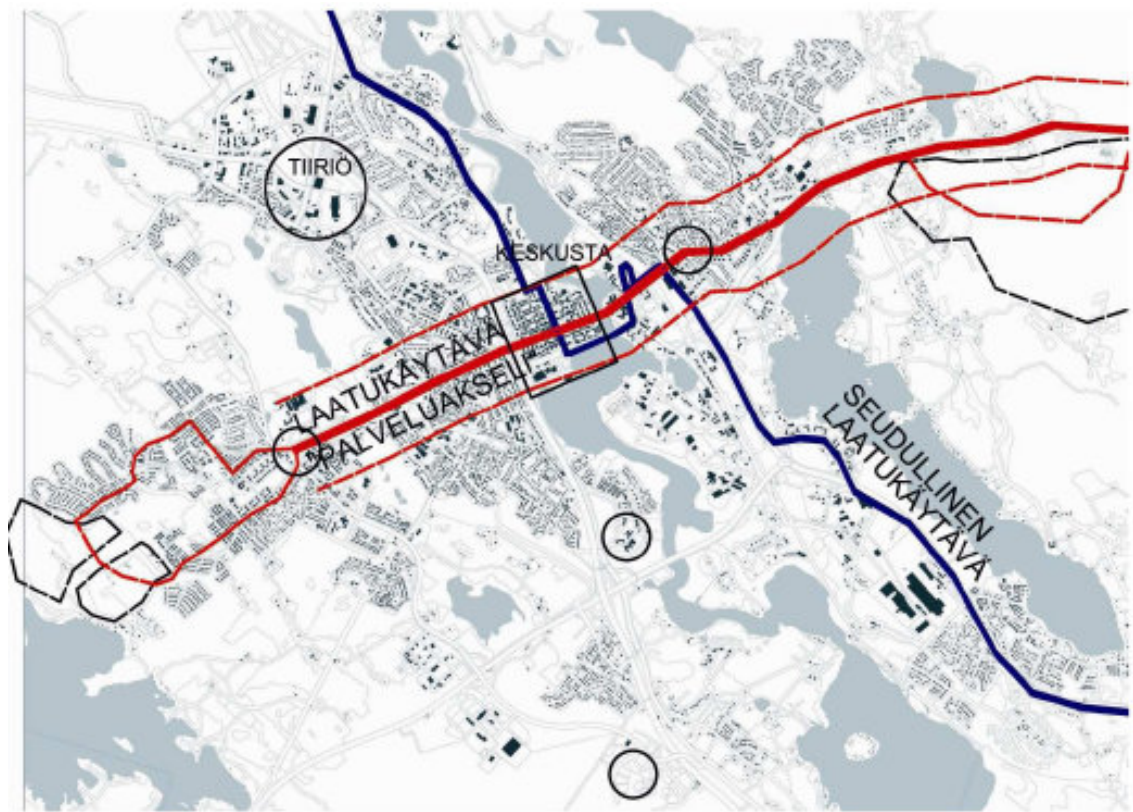 TIIRIÖ
KESKUSTA
LAATUKÄYTÄVÄ
PALVELUAKSELI
SEUDULLINEN
LAATUKÄYTÄVÄ